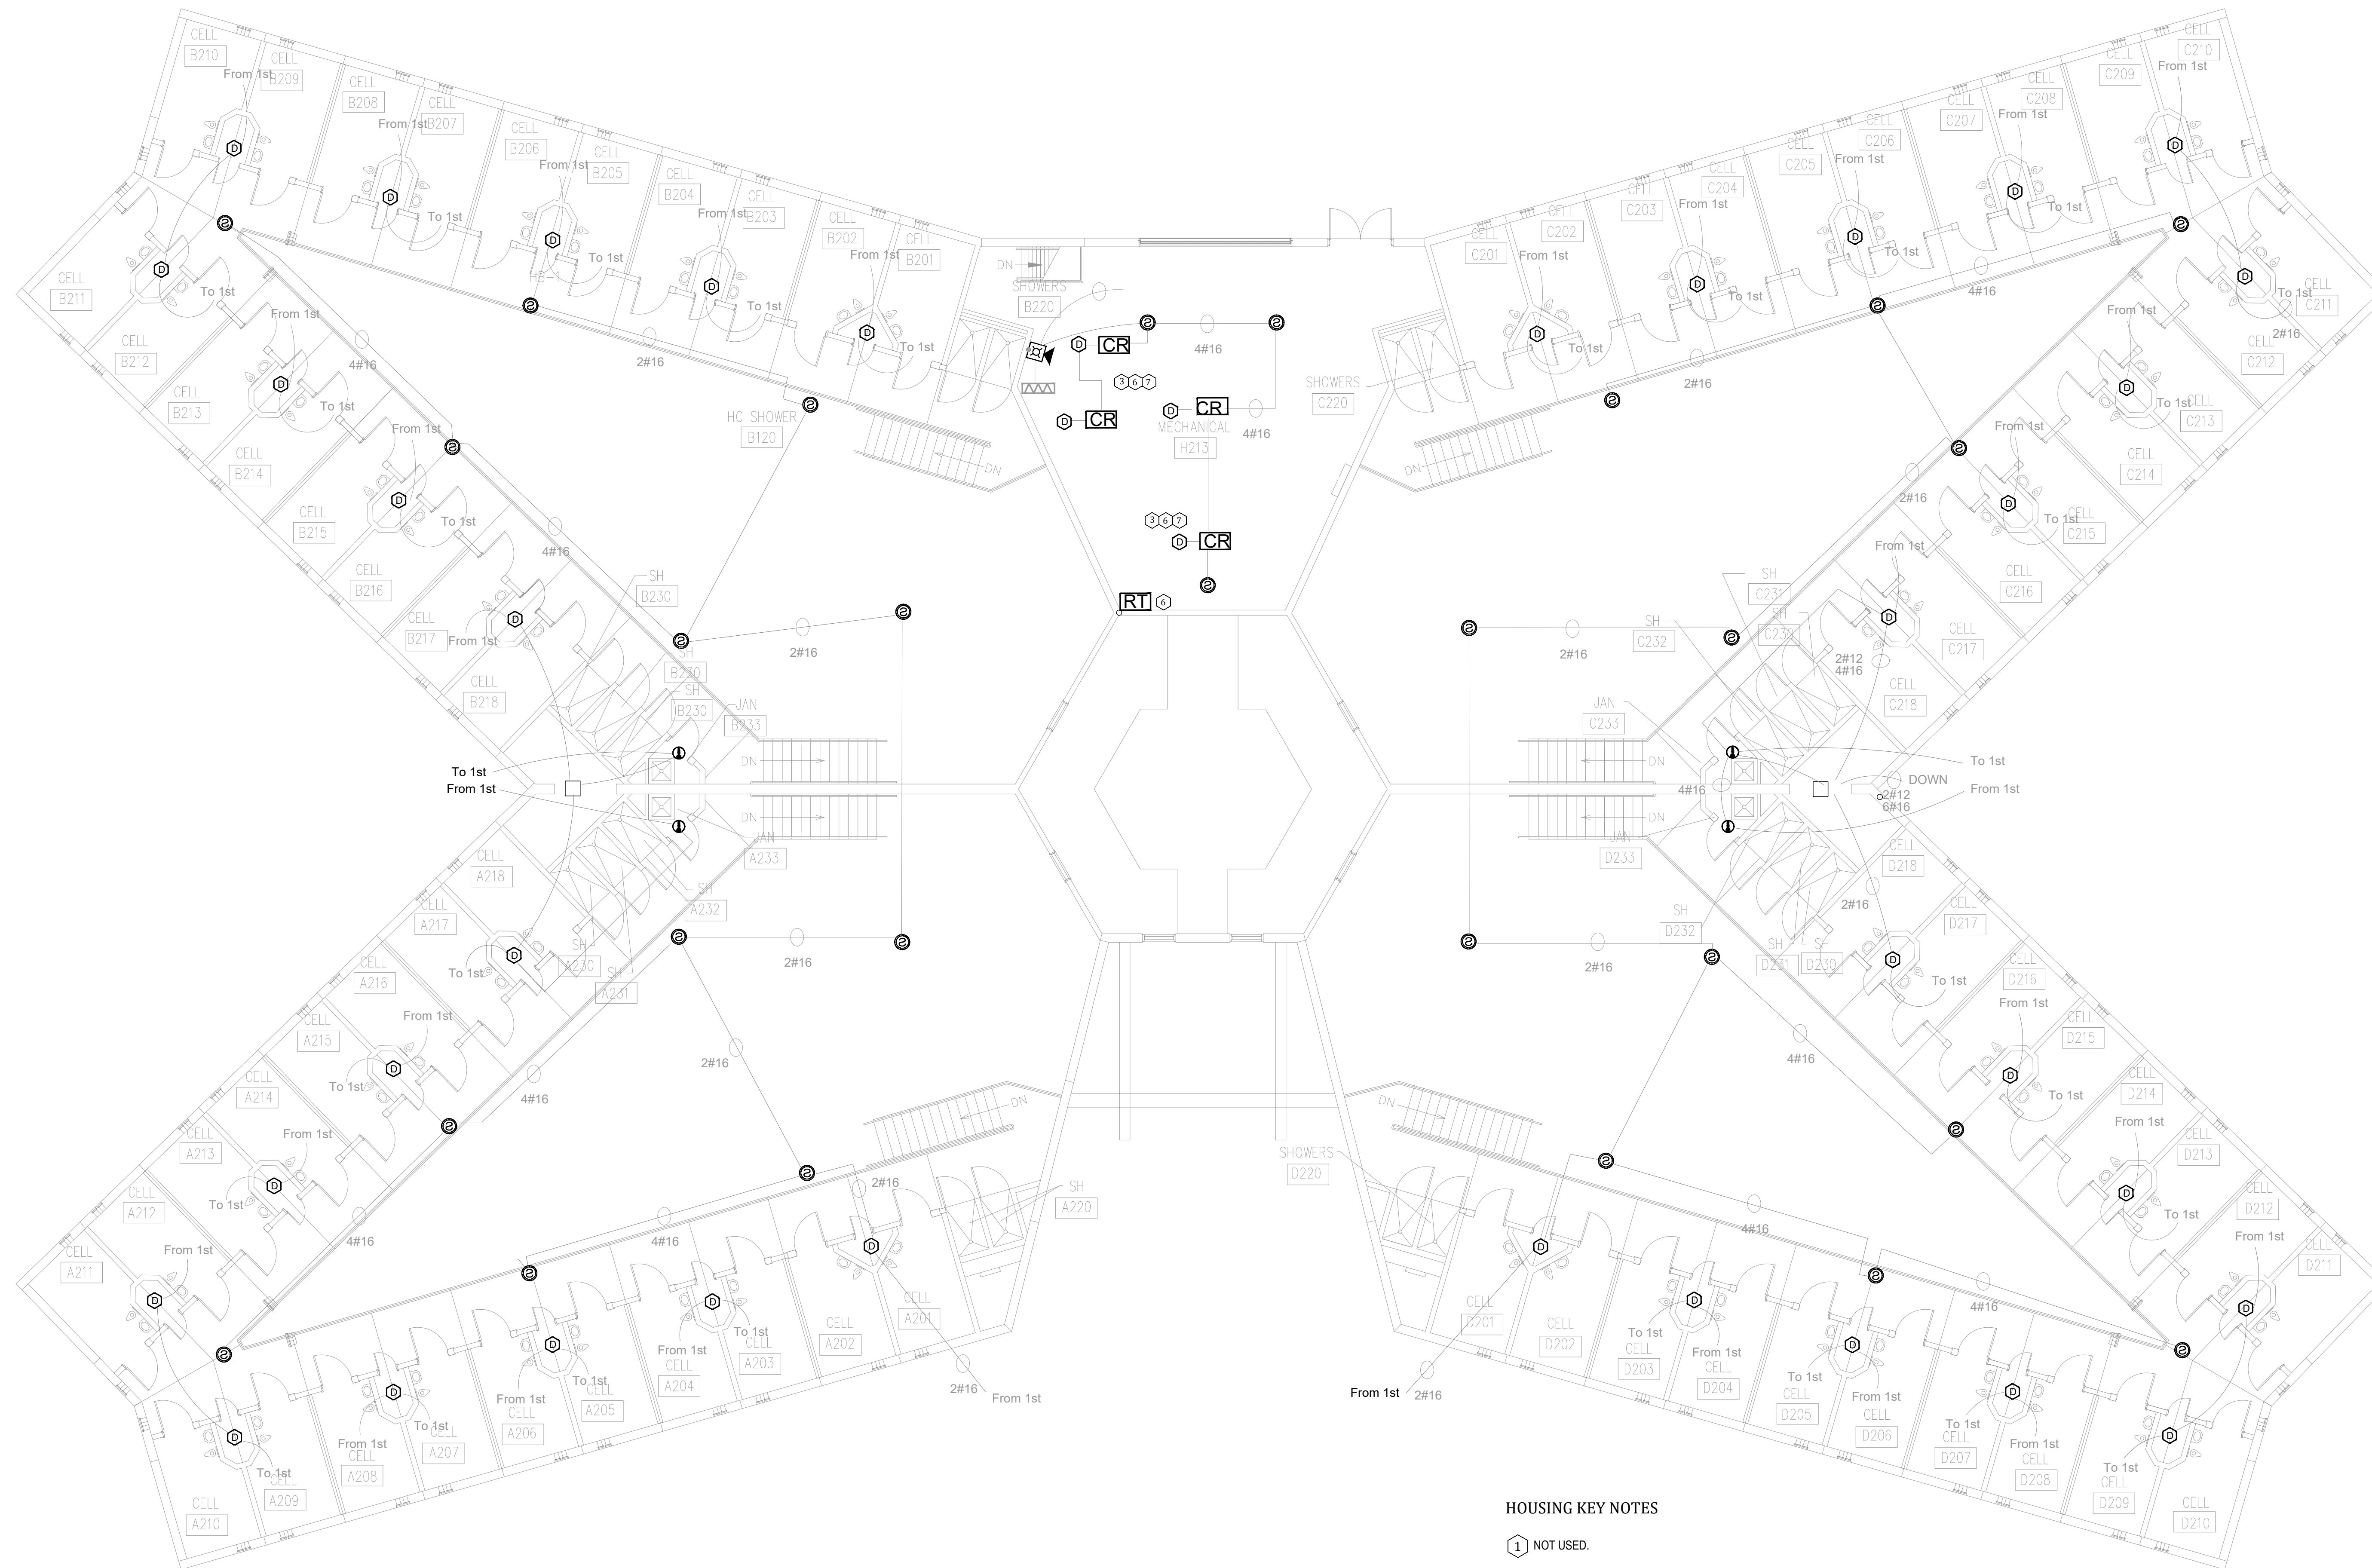 CELL
B210
From 1st
CELL
B209
CELL
B208
From 1st
CELL
B207
CELL
B206
From 1st
CELL
B205
CELL
B204
From 1st
CELL
B203
CELL
B202
From 1st
CELL
B201
D
D
D
D
D
To 1st
To 1st
To 1st
To 1st
HB-1
S
S
S
4#16
2#16
HC SHOWER
B120
CELL
B211
D
To 1st
CELL
B212
From 1st
D
To 1st
CELL
B213
From 1st
CELL
B214
D
To 1st
CELL
B215
S
4#16
CELL
B216
D
CELL
B217
From 1st
CELL
B218
SH
B230
S
2#16
S
SH
B230
SH
B230
JAN
B233
DN
DN
DN
To 1st
From 1st
DN
SHOWERS
B220
D
CR
S
S
4#16
3 6 7
D
CR
D
CR
MECHANICAL
H213
4#16
3 6 7
D
CR
S
RT
6
SHOWERS
C220
DN
CELL
C201
CELL
C202
From 1st
CELL
C203
CELL
C204
From 1st
CELL
C205
CELL
C206
From 1st
CELL
C207
CELL
C208
From 1st
CELL
C209
CELL
C210
From 1st
D
D
D
D
D
To 1st
To 1st
To 1st
To 1st
S
S
S
2#16
4#16
D
CELL
C211
To 1st
2#16
From 1st
CELL
C212
D
To 1st
CELL
C213
From 1st
CELL
C214
S
2#16
D
To 1st
CELL
C215
From 1st
CELL
C216
D
CELL
C217
CELL
C218
SH
C231
SH
C230
SH
C232
S
S
2#16
2#12
4#16
JAN
C233
DN
DN
4#16
To 1st
DOWN
From 1st
2#12
6#16
JAN
A233
SH
A232
SH
A230
SH
A231
CELL
A218
CELL
A217
D
To 1st
CELL
A216
From 1st
CELL
A215
D
To 1st
CELL
A214
From 1st
CELL
A213
D
To 1st
CELL
A212
From 1st
CELL
A211
D
S
S
2#16
2#16
4#16
S
4#16
S
S
S
4#16
2#16
DN
SH
A220
CELL
A201
CELL
A202
D
2#16
From 1st
D
To 1st
From 1st
CELL
A203
CELL
A204
D
To 1st
From 1st
CELL
A205
CELL
A206
D
To 1st
From 1st
CELL
A207
CELL
A208
D
To 1st
CELL
A209
CELL
A210
JAN
D233
CELL
D218
2#16
CELL
D217
SH
D232
SH
D231
SH
D230
D
To 1st
CELL
D216
From 1st
CELL
D215
D
To 1st
CELL
D214
From 1st
CELL
D213
D
To 1st
CELL
D212
From 1st
CELL
D211
D
S
S
2#16
4#16
S
S
S
S
4#16
4#16
DN
SHOWERS
D220
CELL
D201
D
CELL
D202
From 1st
2#16
D
To 1st
From 1st
CELL
D203
CELL
D204
D
To 1st
From 1st
CELL
D205
CELL
D206
D
To 1st
From 1st
CELL
D207
CELL
D208
D
To 1st
CELL
D209
CELL
D210
HOUSING KEY NOTES
1 NOT USED.